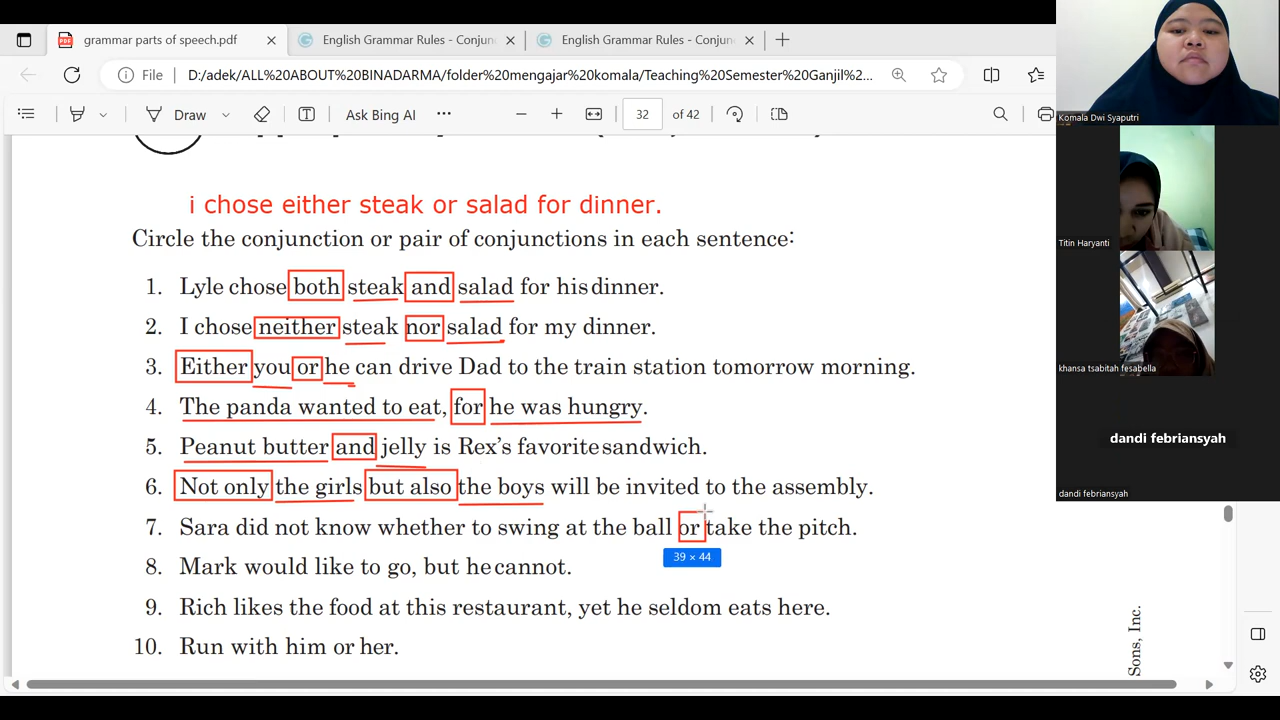 grammar parts of speech.pdf
English Grammar Rules - Conjun
English Grammar Rules - Conjun
File
D:/adek/ALL%20ABOUT%20BINADARMA/folder%20mengajar%20komala/Teaching%20Semester%20Ganjil%2...
Draw
Ask Bing AI
32 of 42
i chose either steak or salad for dinner.
Circle the conjunction or pair of conjunctions in each sentence:
1. Lyle chose both steak and salad for his dinner.
2. I chose neither steak nor salad for my dinner.
3. Either you or he can drive Dad to the train station tomorrow morning.
4. The panda wanted to eat, for he was hungry.
5. Peanut butter and jelly is Rex's favorite sandwich.
6. Not only the girls but also the boys will be invited to the assembly.
7. Sara did not know whether to swing at the ball or take the pitch.
39 × 44
8. Mark would like to go, but he cannot.
9. Rich likes the food at this restaurant, yet he seldom eats here.
10. Run with him or her.
Sons, Inc.
Komala Dwi Syaputri
Titin Haryanti
khansa tsabitah fesabella
dandi febriansyah
dandi febriansyah